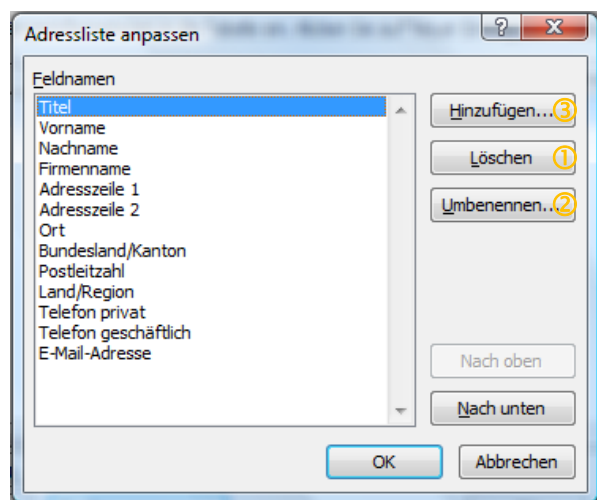 Adressliste anpassen
Feldnamen
Titel
Vorname
Nachname
Firmenname
Adresszeile 1
Adresszeile 2
Ort
Bundesland/Kanton
Postleitzahl
Land/Region
Telefon privat
Telefon geschäftlich
E-Mail-Adresse
Hinzufügen...③
Löschen ①
Umbenennen...②
Nach oben
Nach unten
OK
Abbrechen